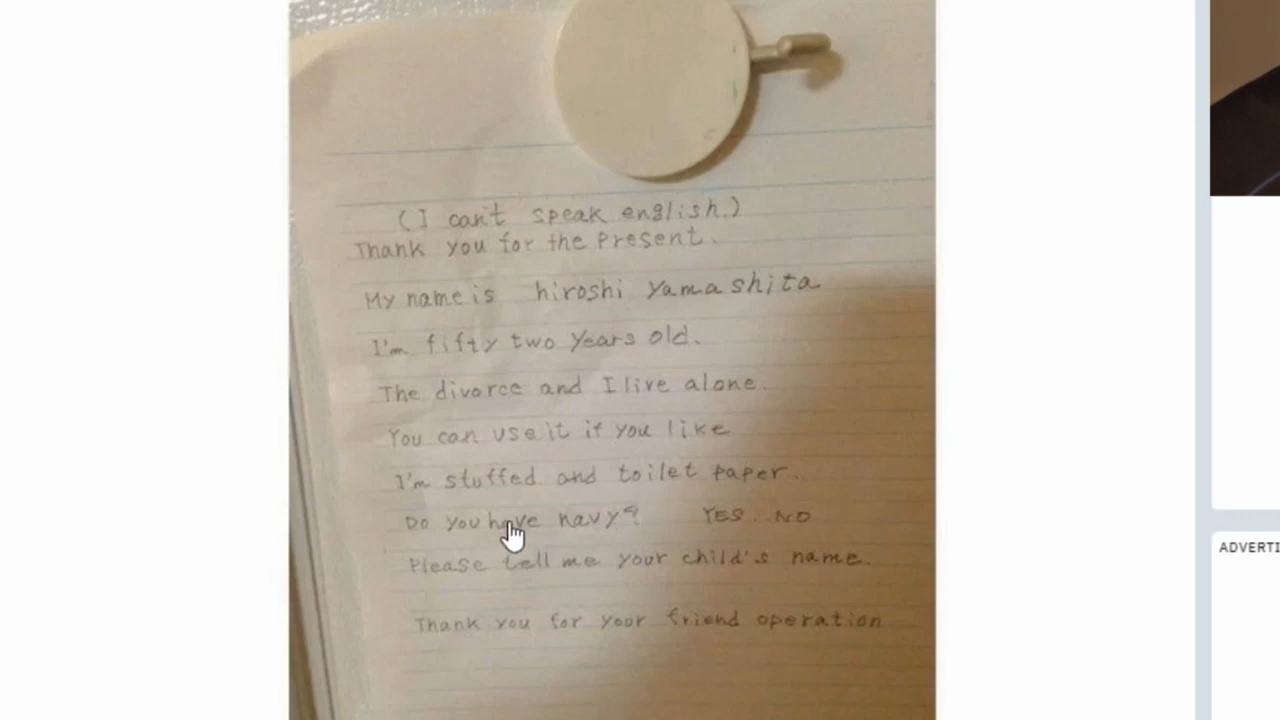 (I can't speak english.)
Thank you for the present.
My name is hiroshi yamashita
I'm fifty two years old.
The divorce and I live alone.
You can use it if you like
I'm stuffed and toilet paper.
Do you have navy? YES. NO
Please tell me your child's name.
Thank you for your friend operation
ADVERTI